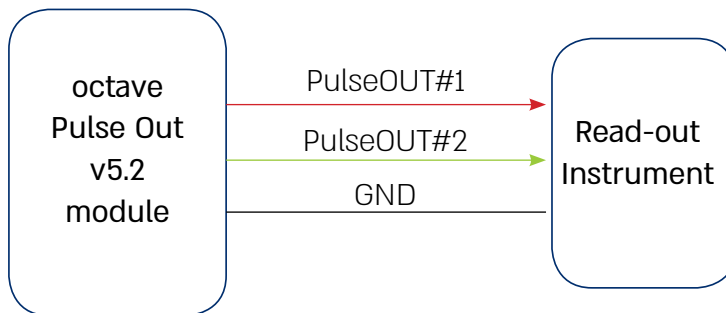 octave
Pulse Out
v5.2
module
PulseOUT#1
PulseOUT#2
GND
Read-out
Instrument